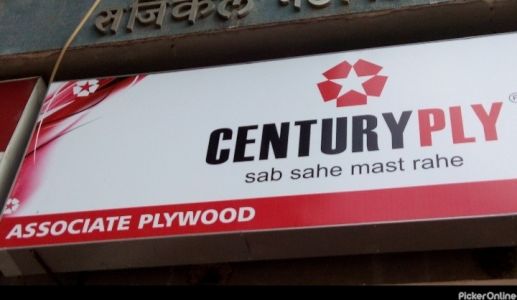 CENTURYPLY
®
sab sahe mast rahe
ASSOCIATE PLYWOOD
PickerOnline